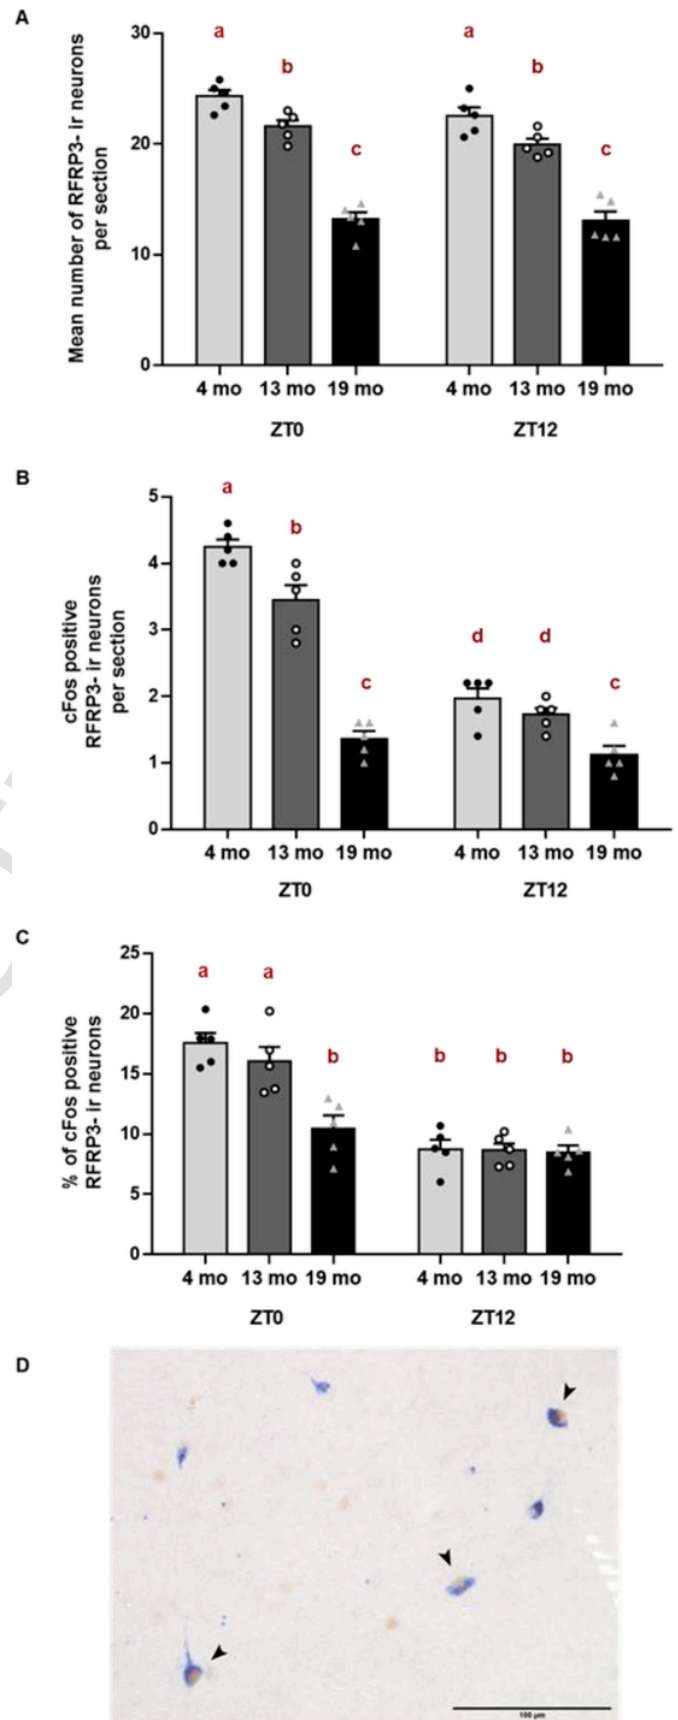 A
Mean number of RFRP3- ir neurons
per section
30
20
10
0
a
b
c
a
b
c
4 mo 13 mo 19 mo 4 mo 13 mo 19 mo
ZT0 ZT12
B
cFos positive
RFRP3- ir neurons
per section
5
4
3
2
1
0
a
b
c
d d
c
4 mo 13 mo 19 mo 4 mo 13 mo 19 mo
ZT0 ZT12
C
% of cFos positive
RFRP3- ir neurons
25
20
15
10
5
0
a a
b b b b
4 mo 13 mo 19 mo 4 mo 13 mo 19 mo
ZT0 ZT12
D
100 µm